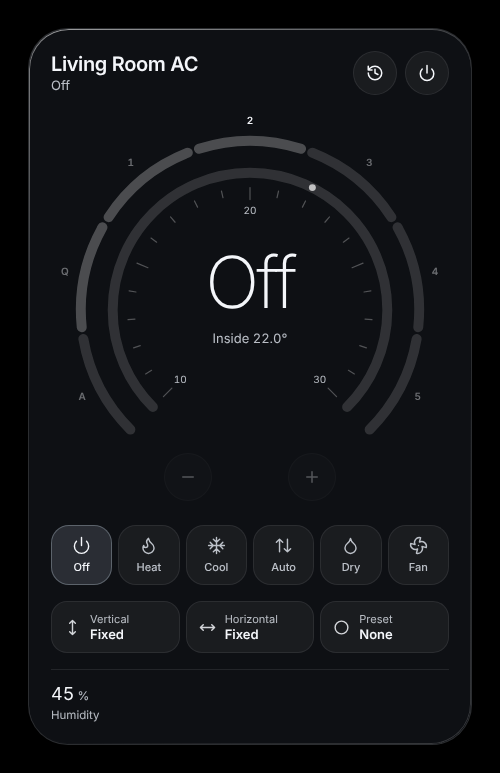 Living Room AC
Off
2
1
3
20
Q
4
Off
Inside 22.0°
10
30
A
5
Off
Heat
Cool
Auto
Dry
Fan
Vertical
Fixed
Horizontal
Fixed
Preset
None
45 %
Humidity